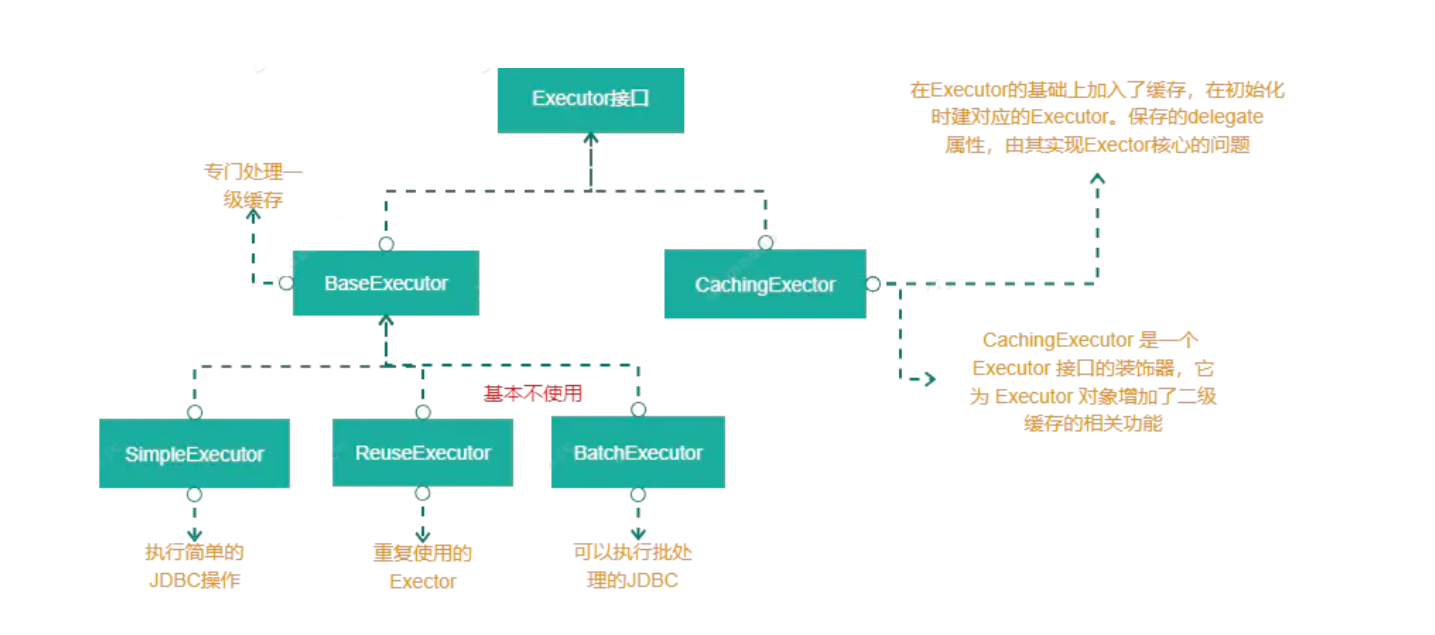 Executor接口
在Executor的基础上加入了缓存，在初始化
时建对应的Executor。保存的delegate
属性，由其实现Exector核心的问题
专门处理一
级缓存
BaseExecutor
CachingExector
CachingExecutor 是一个
Executor 接口的装饰器，它
为 Executor 对象增加了二级
缓存的相关功能
基本不使用
SimpleExecutor
ReuseExecutor
BatchExecutor
执行简单的
JDBC操作
重复使用的
Exector
可以执行批处
理的JDBC